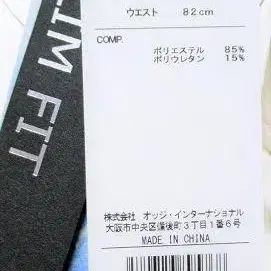 ウエスト 82cm
COMP.
ポリエステル 85%
ポリウレタン 15%
株式会社 オッジ・インターナショナル
大阪市中央区備後町3丁目1番6号
MADE IN CHINA
LIM FIT